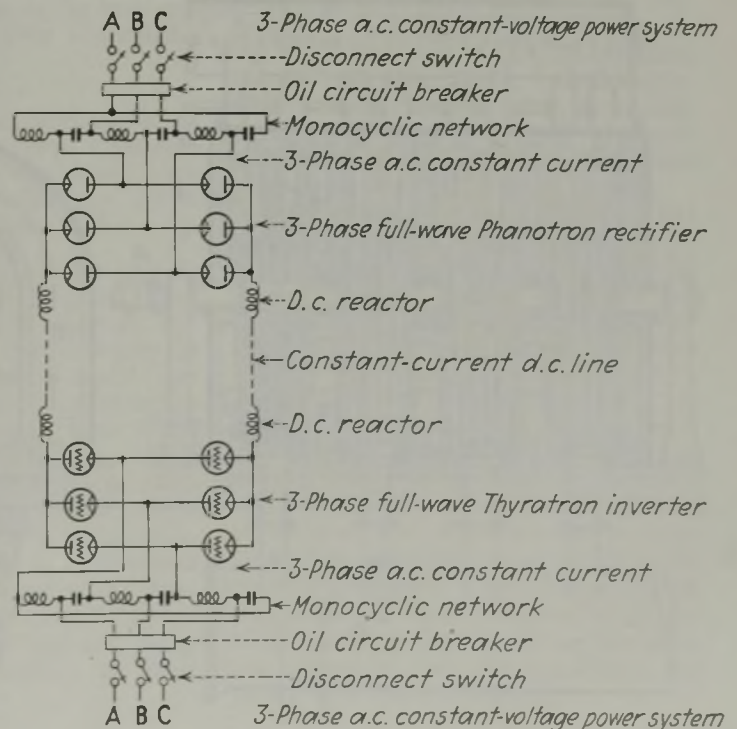 A B C 3-Phase a.c. constant-voltage power system
Disconnect switch
Oil circuit breaker
Monocyclic network
3-Phase a.c. constant current
3-Phase full-wave Phanotron rectifier
D.c. reactor
Constant-current d.c. line
D.c. reactor
3-Phase full-wave Thyratron inverter
3-Phase a.c. constant current
Monocyclic network
Oil circuit breaker
Disconnect switch
A B C 3-Phase a.c. constant-voltage power system